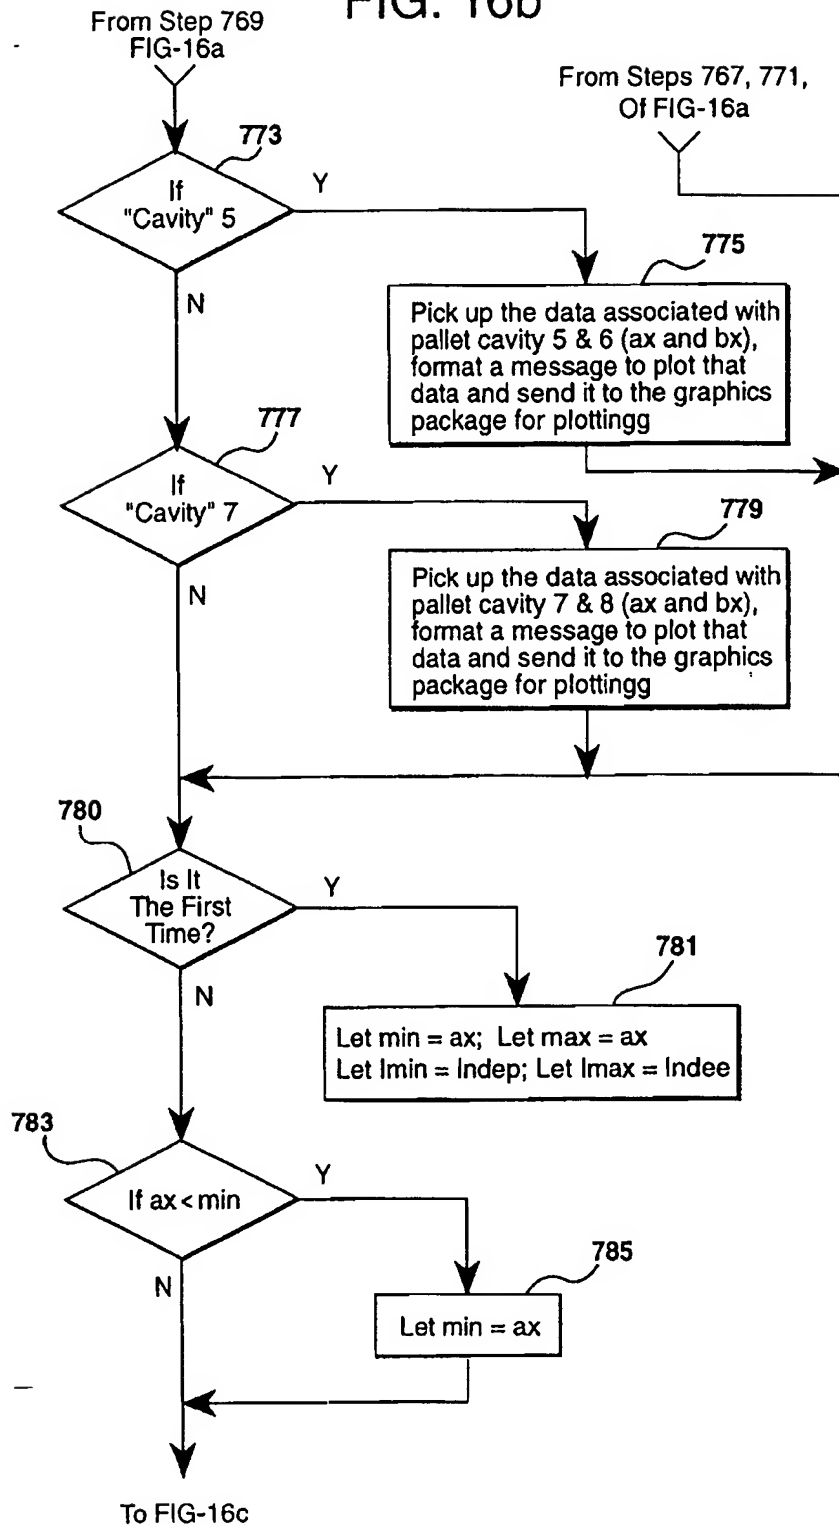 FIG. 16b
From Step 769
FIG-16a
From Steps 767, 771,
Of FIG-16a
773
If
"Cavity" 5
Y
N
775
Pick up the data associated with
pallet cavity 5 & 6 (ax and bx),
format a message to plot that
data and send it to the graphics
package for plottingg
777
If
"Cavity" 7
Y
N
779
Pick up the data associated with
pallet cavity 7 & 8 (ax and bx),
format a message to plot that
data and send it to the graphics
package for plottingg
780
Is It
The First
Time?
Y
N
781
Let min = ax; Let max = ax
Let Imin = Indep; Let Imax = Indee
783
If ax < min
Y
N
785
Let min = ax
To FIG-16c